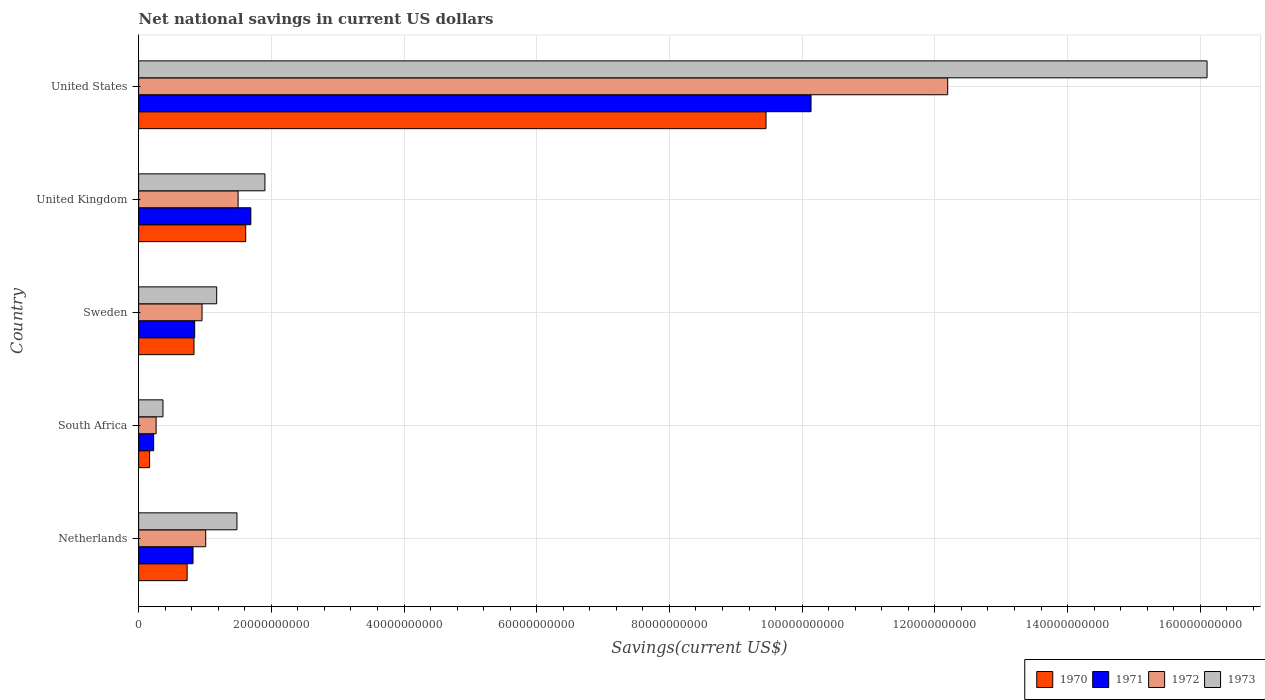 Net national savings in current US dollars
United States
United Kingdom
Sweden
South Africa
Netherlands
Country
0
20000000000
40000000000
60000000000
80000000000
100000000000
120000000000
140000000000
160000000000
Savings(current US$)
1970
1971
1972
1973